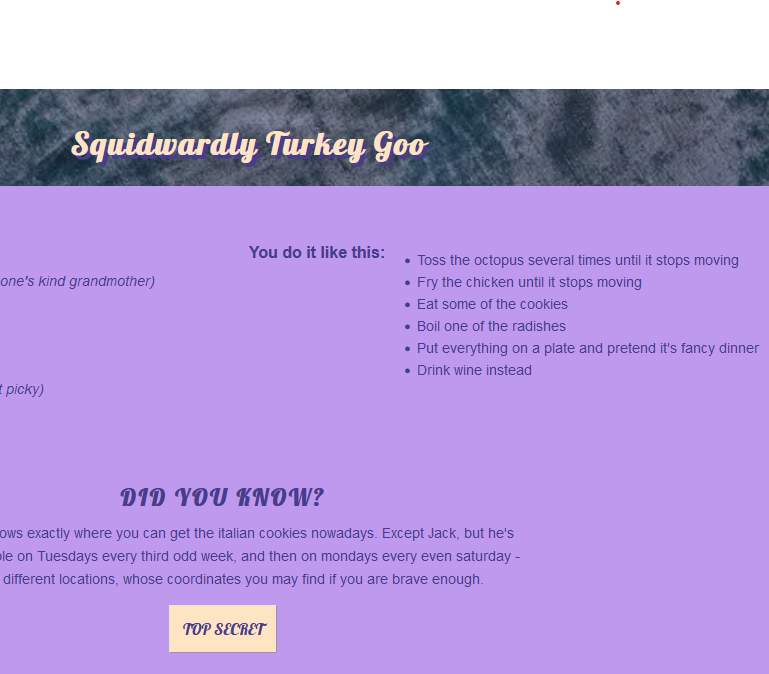 Squidwardly Turkey Goo
You do it like this:
one's kind grandmother)
picky)
Toss the octopus several times until it stops moving
Fry the chicken until it stops moving
Eat some of the cookies
Boil one of the radishes
Put everything on a plate and pretend it's fancy dinner
Drink wine instead
DID YOU KNOW?
exactly where you can get the italian cookies nowadays. Except Jack, but he's
on Tuesdays every third odd week, and then on mondays every even saturday -
different locations, whose coordinates you may find if you are brave enough.
TOP SECRET